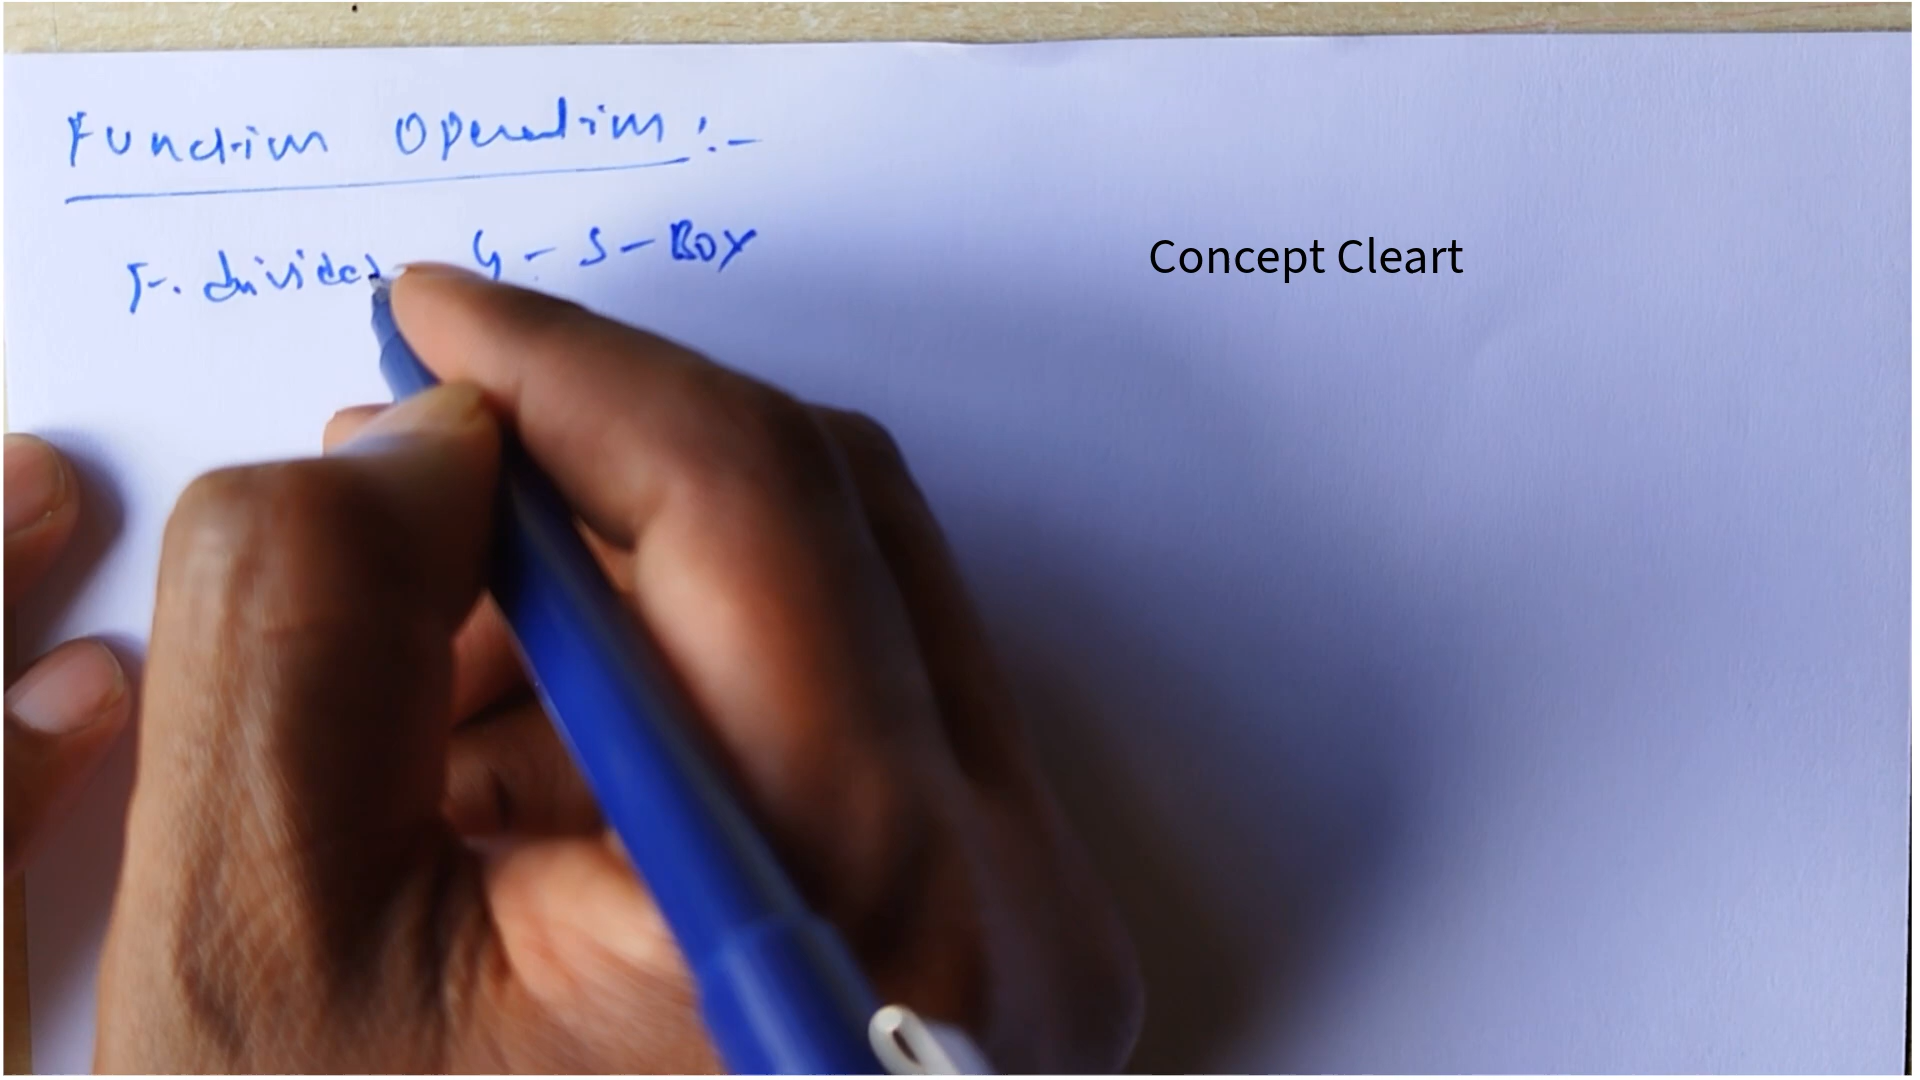 Function Operation :-
F. divided 4 - S - Box
Concept Cleart